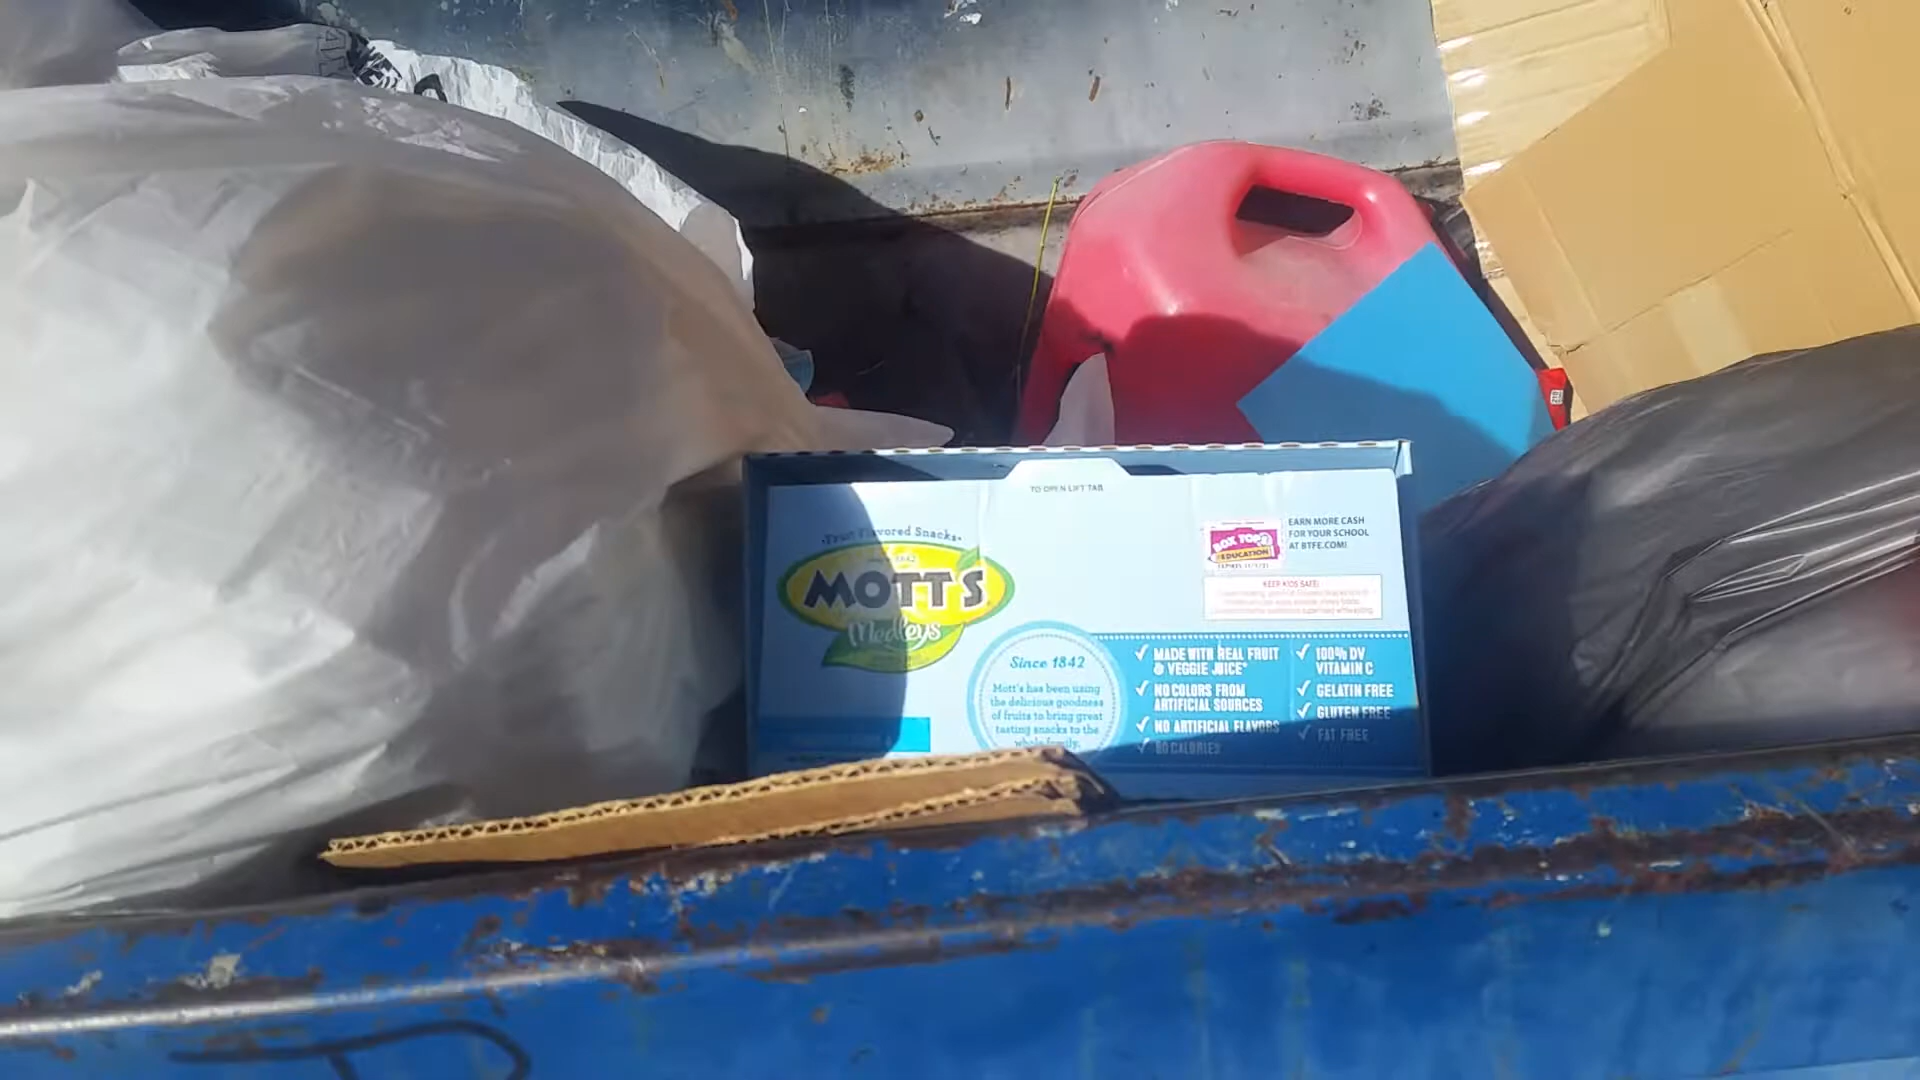 TO OPEN LIFT TAB
Fruit Flavored Snacks
MOTT'S
Medleys
BOX TOPS
EDUCATION
EARN MORE CASH
FOR YOUR SCHOOL
AT BTFE.COM!
KEEP KIDS SAFE!
Since 1842
Mott's has been using
the delicious goodness
of fruits to bring great
tasting snacks to the
whole family.
✓ MADE WITH REAL FRUIT
& VEGGIE JUICE*
✓ NO COLORS FROM
ARTIFICIAL SOURCES
✓ NO ARTIFICIAL FLAVORS
✓ 80 CALORIES
✓ 100% DV
VITAMIN C
✓ GELATIN FREE
✓ GLUTEN FREE
✓ FAT FREE